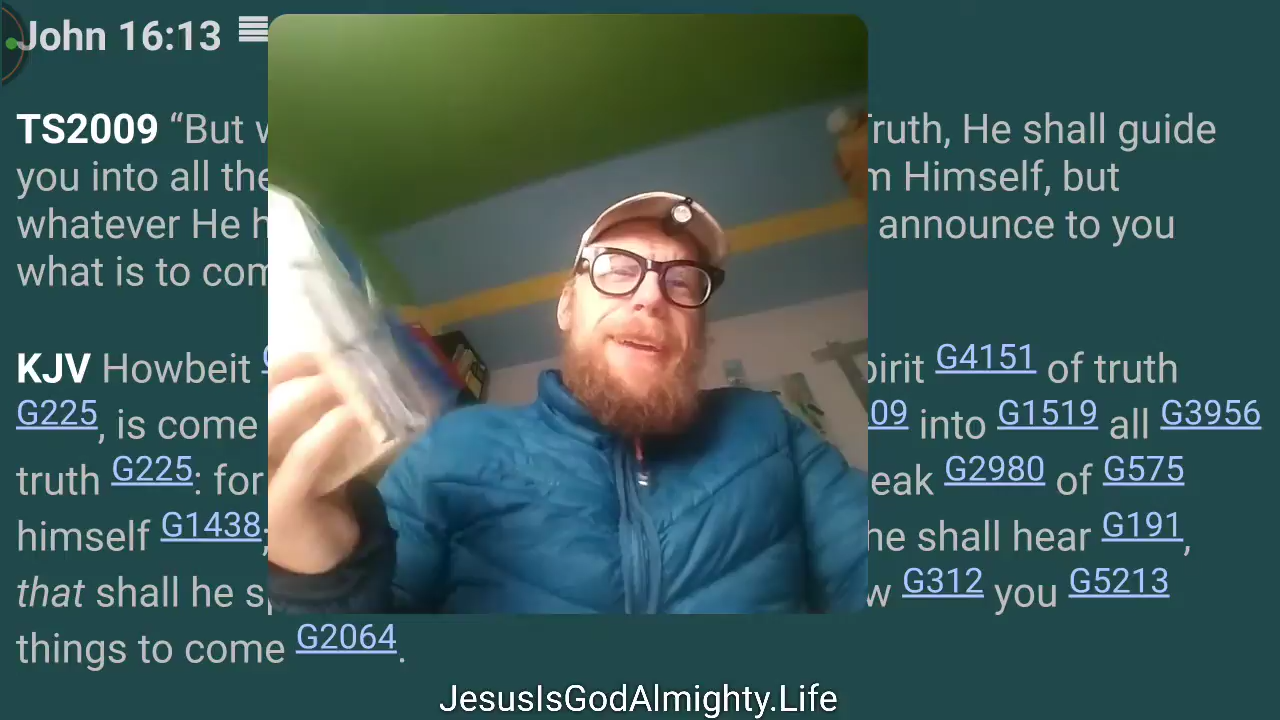 John 16:13
TS2009 “But Truth, He shall guide
you into all the Himself, but
whatever He announce to you
what is to com
KJV Howbeit pirit G4151 of truth
G225, is come 09 into G1519 all G3956
truth G225: for eak G2980 of G575
himself G1438; he shall hear G191,
that shall he sp w G312 you G5213
things to come G2064.
JesusIsGodAlmighty.Life